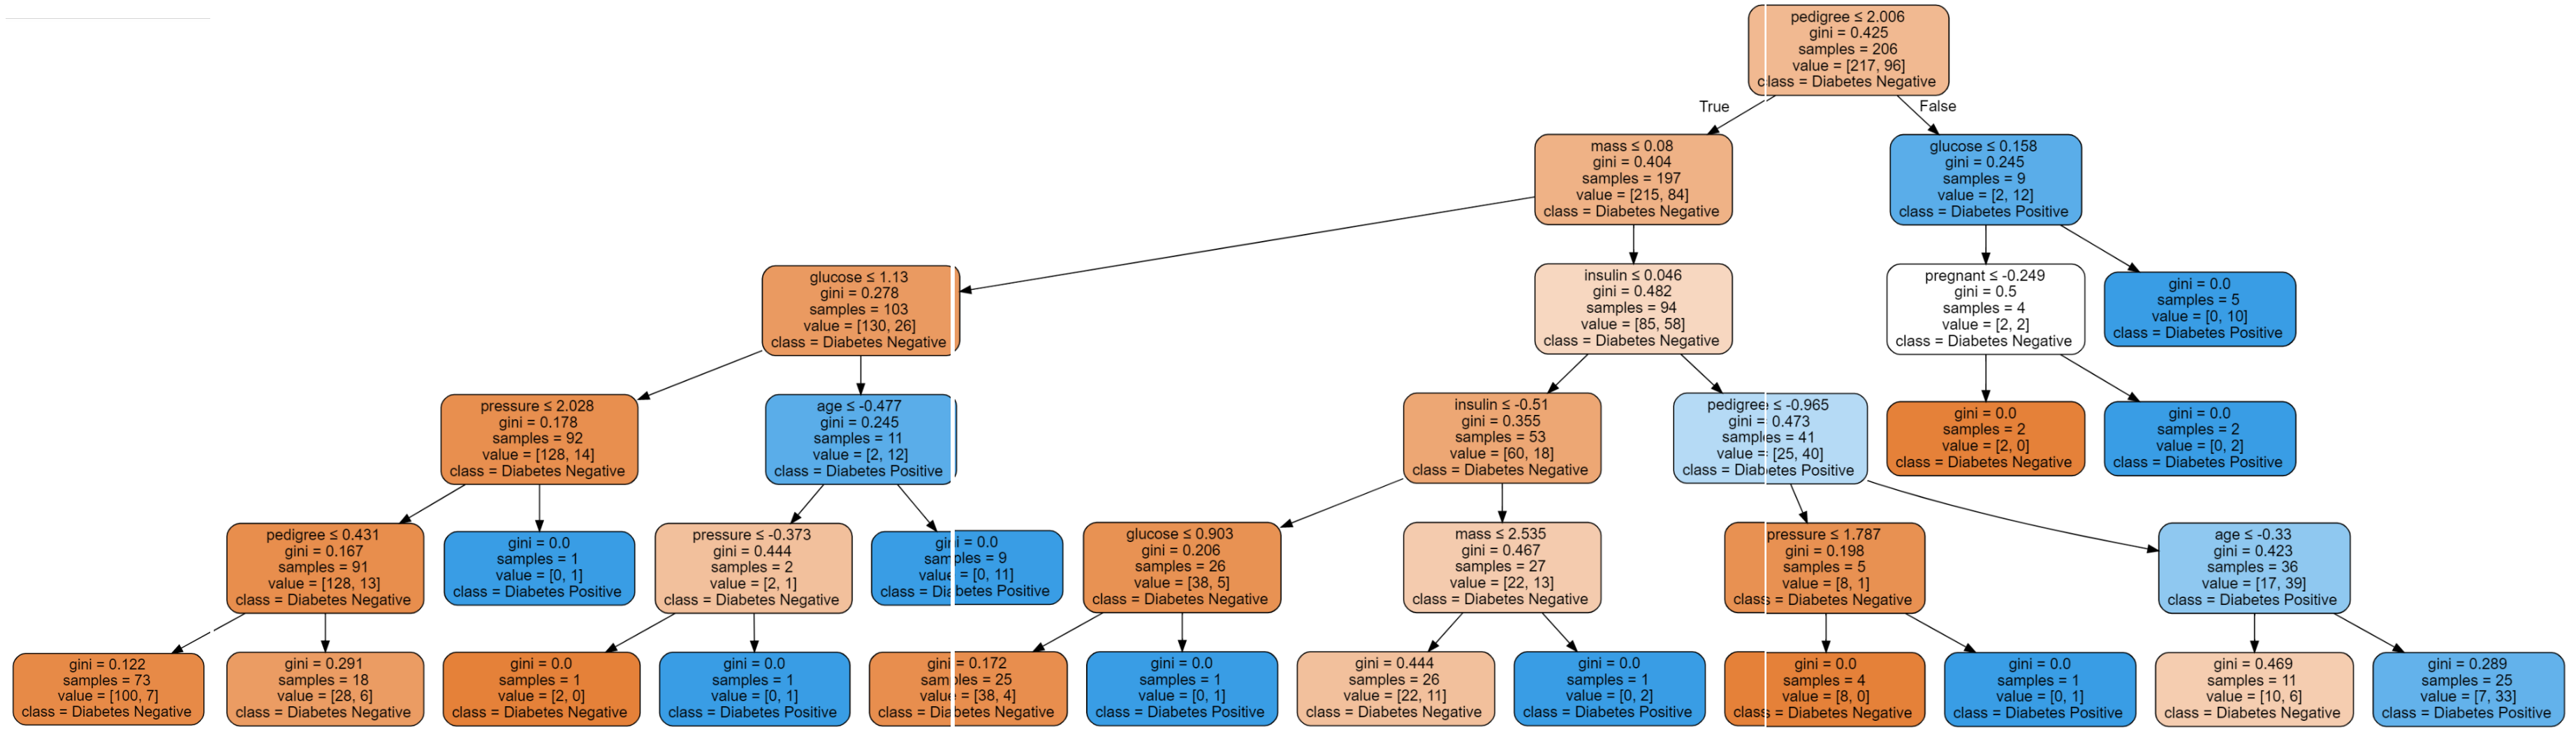 pedigree ≤ 2.006
gini = 0.425
samples = 206
value = [217, 96]
class = Diabetes Negative
True
False
mass ≤ 0.08
gini = 0.404
samples = 197
value = [215, 84]
class = Diabetes Negative
glucose ≤ 0.158
gini = 0.245
samples = 9
value = [2, 12]
class = Diabetes Positive
glucose ≤ 1.13
gini = 0.278
samples = 103
value = [130, 26]
class = Diabetes Negative
insulin ≤ 0.046
gini = 0.482
samples = 94
value = [85, 58]
class = Diabetes Negative
pregnant ≤ -0.249
gini = 0.5
samples = 4
value = [2, 2]
class = Diabetes Negative
gini = 0.0
samples = 5
value = [0, 10]
class = Diabetes Positive
pressure ≤ 2.028
gini = 0.178
samples = 92
value = [128, 14]
class = Diabetes Negative
age ≤ -0.477
gini = 0.245
samples = 11
value = [2, 12]
class = Diabetes Positive
insulin ≤ -0.51
gini = 0.355
samples = 53
value = [60, 18]
class = Diabetes Negative
pedigree ≤ -0.965
gini = 0.473
samples = 41
value = [25, 40]
class = Diabetes Positive
gini = 0.0
samples = 2
value = [2, 0]
class = Diabetes Negative
gini = 0.0
samples = 2
value = [0, 2]
class = Diabetes Positive
pedigree ≤ 0.431
gini = 0.167
samples = 91
value = [128, 13]
class = Diabetes Negative
gini = 0.0
samples = 1
value = [0, 1]
class = Diabetes Positive
pressure ≤ -0.373
gini = 0.444
samples = 2
value = [2, 1]
class = Diabetes Negative
gini = 0.0
samples = 9
value = [0, 11]
class = Diabetes Positive
glucose ≤ 0.903
gini = 0.206
samples = 26
value = [38, 5]
class = Diabetes Negative
mass ≤ 2.535
gini = 0.467
samples = 27
value = [22, 13]
class = Diabetes Negative
pressure ≤ 1.787
gini = 0.198
samples = 5
value = [8, 1]
class = Diabetes Negative
age ≤ -0.33
gini = 0.423
samples = 36
value = [17, 39]
class = Diabetes Positive
gini = 0.122
samples = 73
value = [100, 7]
class = Diabetes Negative
gini = 0.291
samples = 18
value = [28, 6]
class = Diabetes Negative
gini = 0.0
samples = 1
value = [2, 0]
class = Diabetes Negative
gini = 0.0
samples = 1
value = [0, 1]
class = Diabetes Positive
gini = 0.172
samples = 25
value = [38, 4]
class = Diabetes Negative
gini = 0.0
samples = 1
value = [0, 1]
class = Diabetes Positive
gini = 0.444
samples = 26
value = [22, 11]
class = Diabetes Negative
gini = 0.0
samples = 1
value = [0, 2]
class = Diabetes Positive
gini = 0.0
samples = 4
value = [8, 0]
class = Diabetes Negative
gini = 0.0
samples = 1
value = [0, 1]
class = Diabetes Positive
gini = 0.469
samples = 11
value = [10, 6]
class = Diabetes Negative
gini = 0.289
samples = 25
value = [7, 33]
class = Diabetes Positive